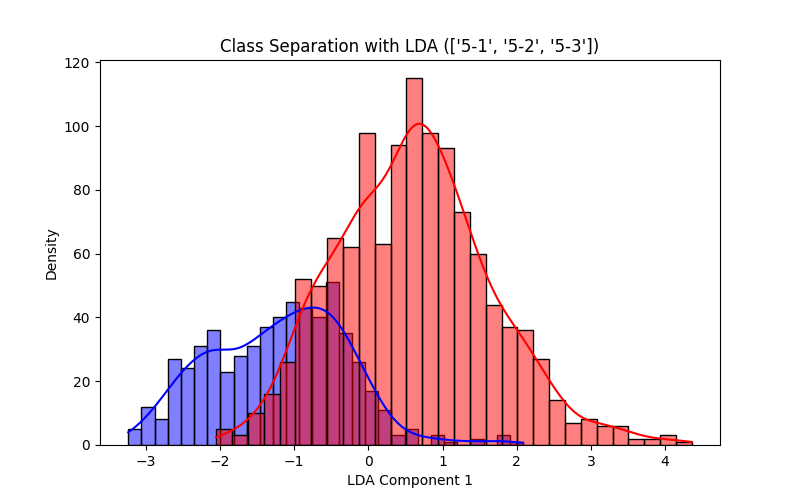 Class Separation with LDA (['5-1', '5-2', '5-3'])
120
100
80
60
40
20
0
Density
−3 −2 −1 0 1 2 3 4
LDA Component 1